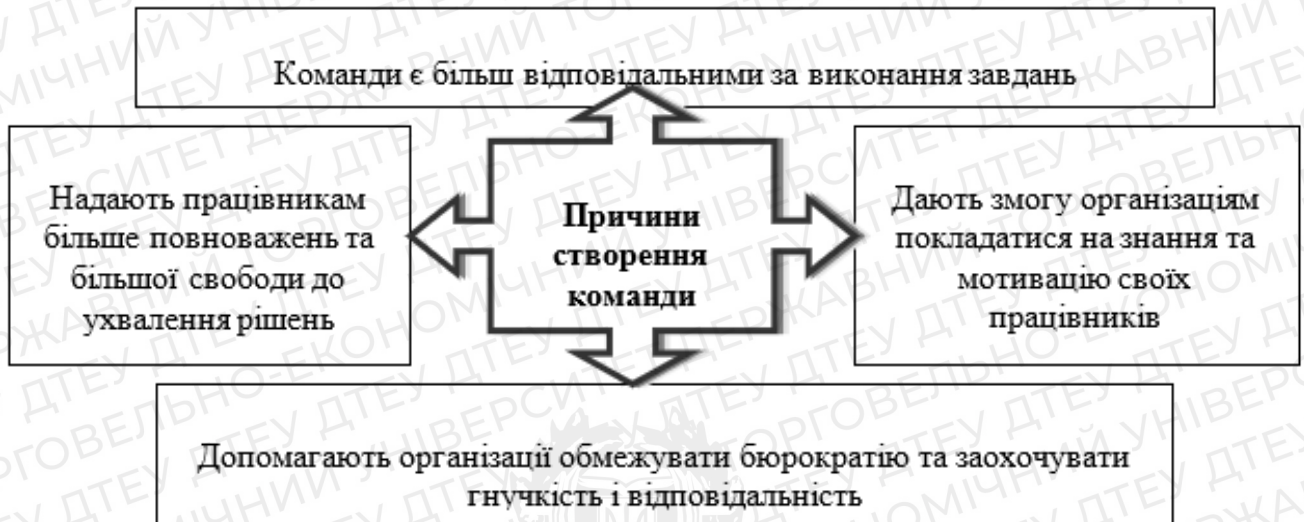 Команди є більш відповідальними за виконання завдань
Надають працівникам
більше повноважень та
більшої свободи до
ухвалення рішень
Причини
створення
команди
Дають змогу організаціям
покладатися на знання та
мотивацію своїх
працівників
Допомагають організації обмежувати бюрократію та заохочувати
гнучкість і відповідальність